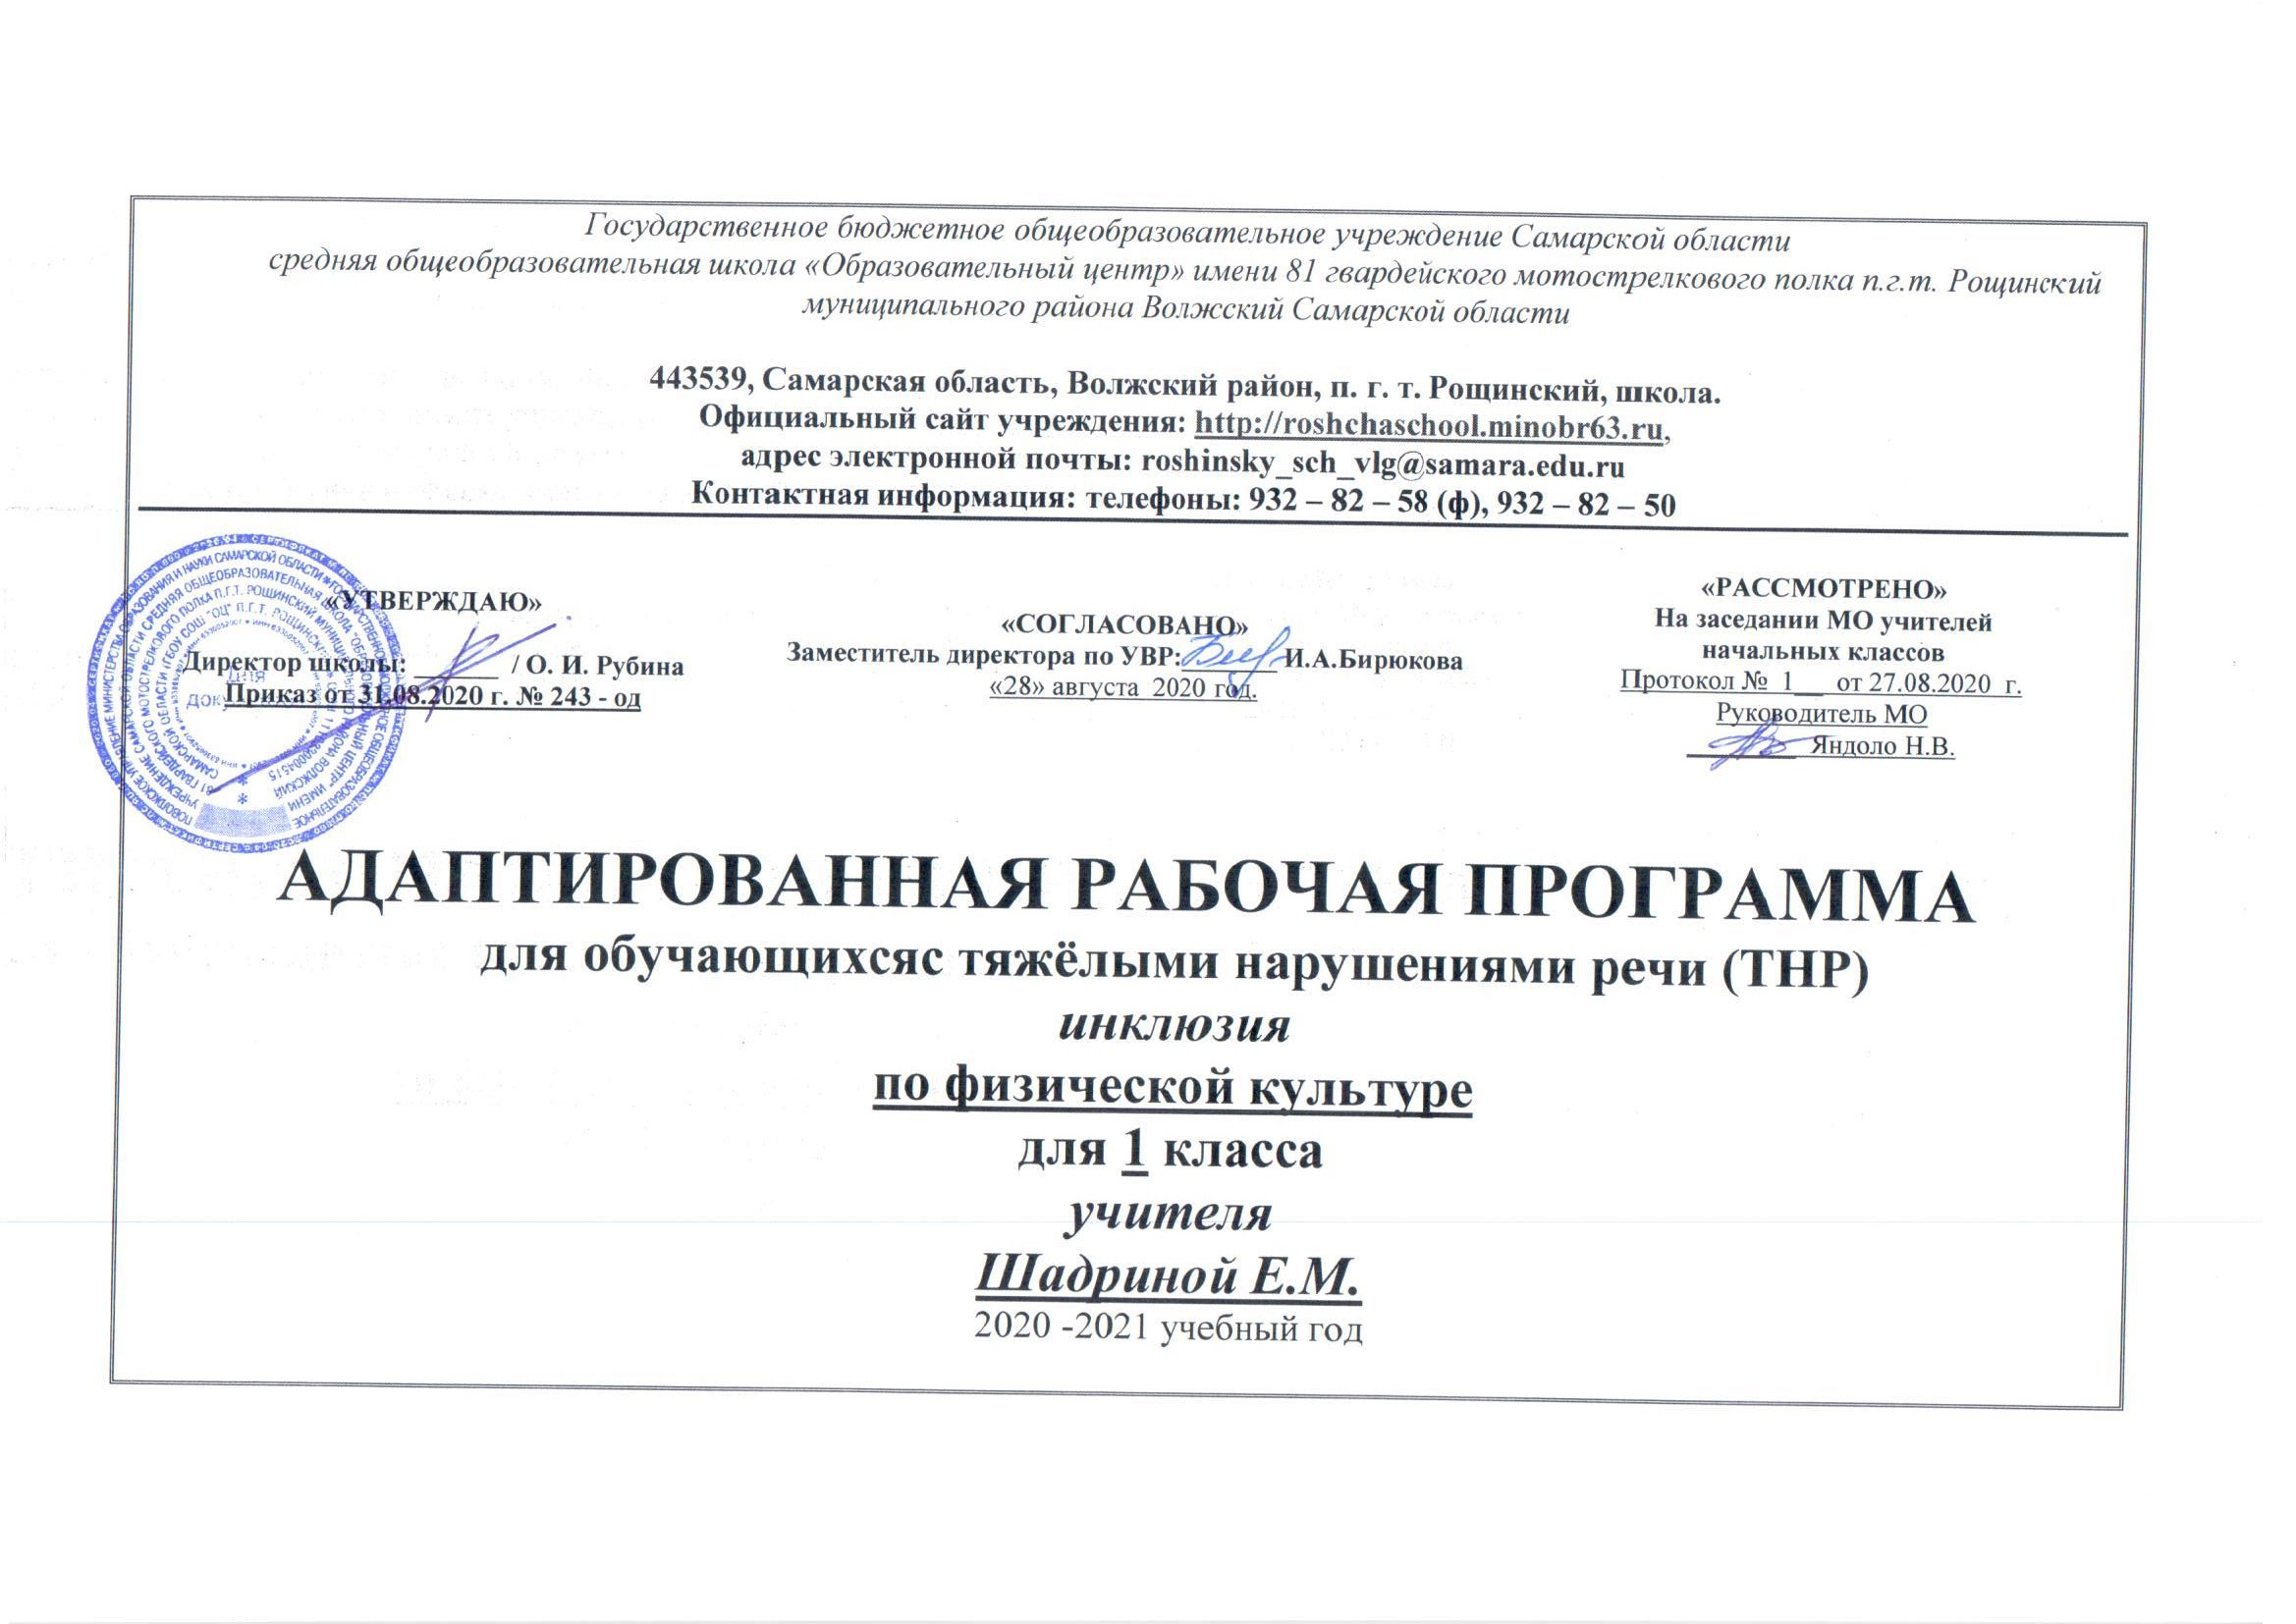 Государственное бюджетное общеобразовательное учреждение Самарской области
средняя общеобразовательная школа «Образовательный центр» имени 81 гвардейского мотострелкового полка п.г.т. Рощинский
муниципального района Волжский Самарской области
443539, Самарская область, Волжский район, п. г. т. Рощинский, школа.
Официальный сайт учреждения: http://roshchaschool.minobr63.ru,
адрес электронной почты: roshinsky_sch_vlg@samara.edu.ru
Контактная информация: телефоны: 932 – 82 – 58 (ф), 932 – 82 – 50
«УТВЕРЖДАЮ»
Директор школы: ______ / О. И. Рубина
Приказ от 31.08.2020 г. № 243 - од
«СОГЛАСОВАНО»
Заместитель директора по УВР:_______И.А.Бирюкова
«28» августа 2020 год.
«РАССМОТРЕНО»
На заседании МО учителей
начальных классов
Протокол № 1__ от 27.08.2020 г.
Руководитель МО
________ Яндоло Н.В.
АДАПТИРОВАННАЯ РАБОЧАЯ ПРОГРАММА
для обучающихсяс тяжёлыми нарушениями речи (ТНР)
инклюзия
по физической культуре
для 1 класса
учителя
Шадриной Е.М.
2020 -2021 учебный год